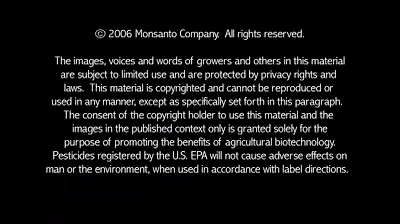 © 2006 Monsanto Company. All rights reserved.
The images, voices and words of growers and others in this material
are subject to limited use and are protected by privacy rights and
laws. This material is copyrighted and cannot be reproduced or
used in any manner, except as specifically set forth in this paragraph.
The consent of the copyright holder to use this material and the
images in the published context only is granted solely for the
purpose of promoting the benefits of agricultural biotechnology.
Pesticides registered by the U.S. EPA will not cause adverse effects on
man or the environment, when used in accordance with label directions.